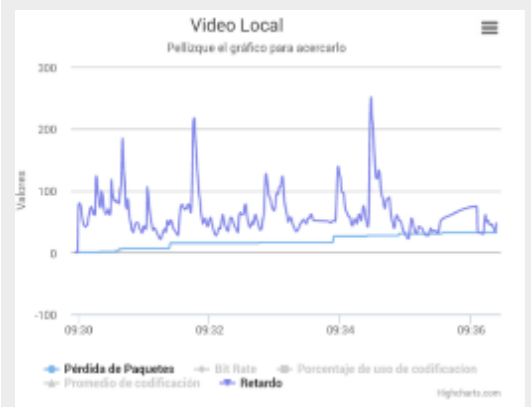 Video Local
Pellizque el gráfico para acercarlo
300
200
100
0
-100
Valores
09:30 09:32 09:34 09:36
Pérdida de Paquetes Bit Rate Porcentaje de uso de codificacion
Promedio de codificación Retardo
Highcharts.com